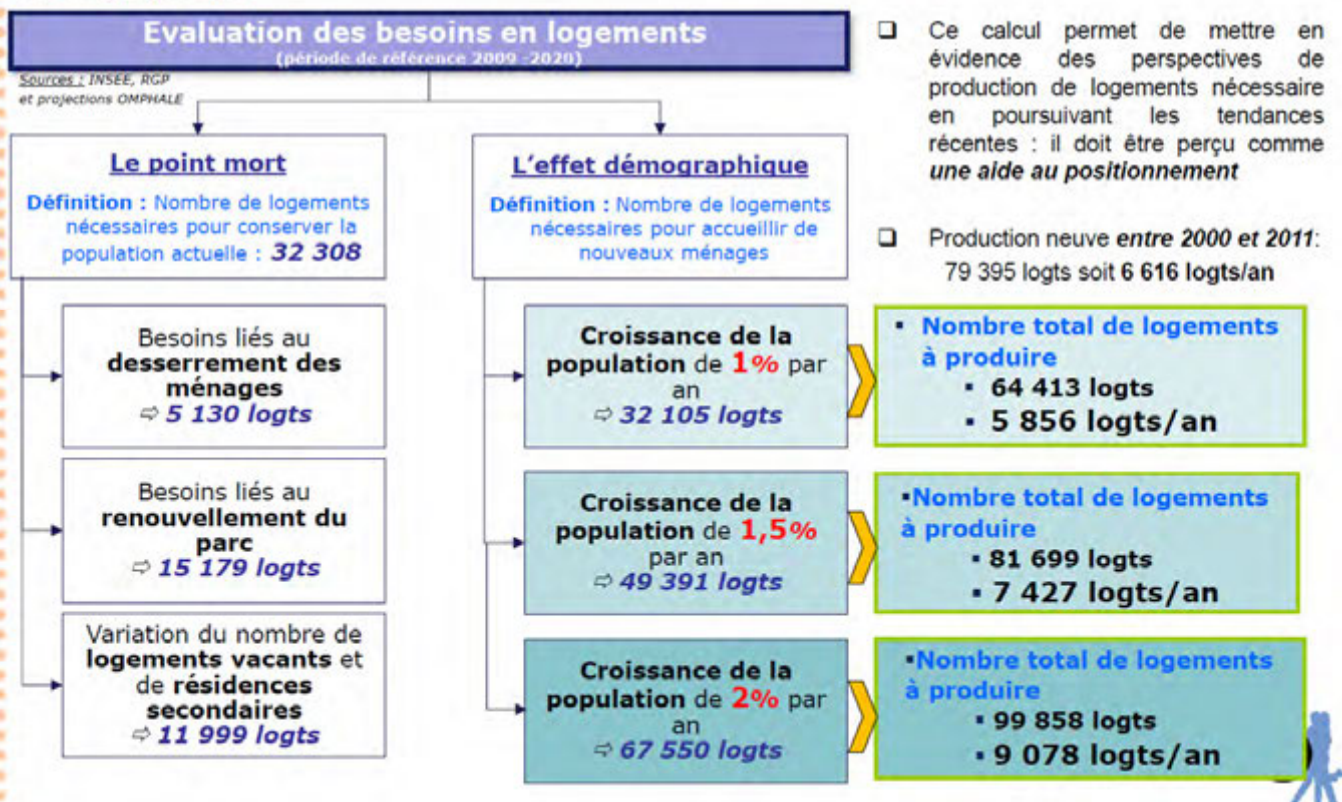 Evaluation des besoins en logements
(période de référence 2009 -2020)
Sources : INSEE, RGP
et projections OMPHALE
Le point mort
Définition : Nombre de logements
nécessaires pour conserver la
population actuelle : 32 308
Besoins liés au
desserrement des
ménages
⇨ 5 130 logts
Besoins liés au
renouvellement du
parc
⇨ 15 179 logts
Variation du nombre de
logements vacants et
de résidences
secondaires
⇨ 11 999 logts
L'effet démographique
Définition : Nombre de logements
nécessaires pour accueillir de
nouveaux ménages
Croissance de la
population de 1% par
an
⇨ 32 105 logts
Croissance de la
population de 1,5%
par an
⇨ 49 391 logts
Croissance de la
population de 2% par
an
⇨ 67 550 logts
❑ Ce calcul permet de mettre en
évidence des perspectives de
production de logements nécessaire
en poursuivant les tendances
récentes : il doit être perçu comme
une aide au positionnement
❑ Production neuve entre 2000 et 2011:
79 395 logts soit 6 616 logts/an
▪ Nombre total de logements
à produire
▪ 64 413 logts
▪ 5 856 logts/an
▪Nombre total de logements
à produire
▪ 81 699 logts
▪ 7 427 logts/an
▪Nombre total de logements
à produire
▪ 99 858 logts
▪ 9 078 logts/an